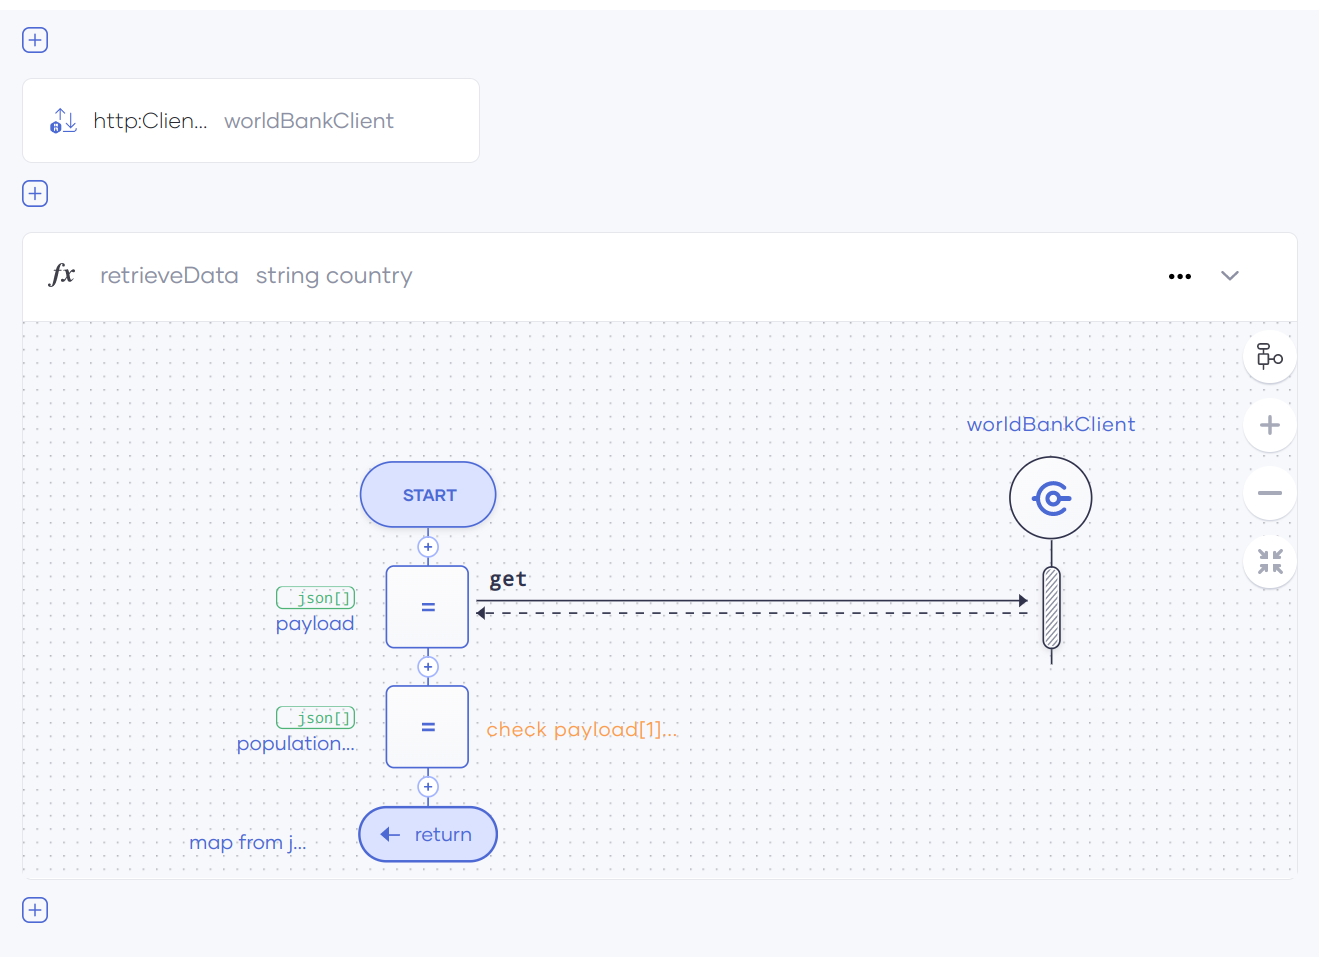 http:Clien... worldBankClient
fx retrieveData string country
worldBankClient
START
get
json[]
=
payload
json[]
=
check payload[1]...
population...
return
map from j...